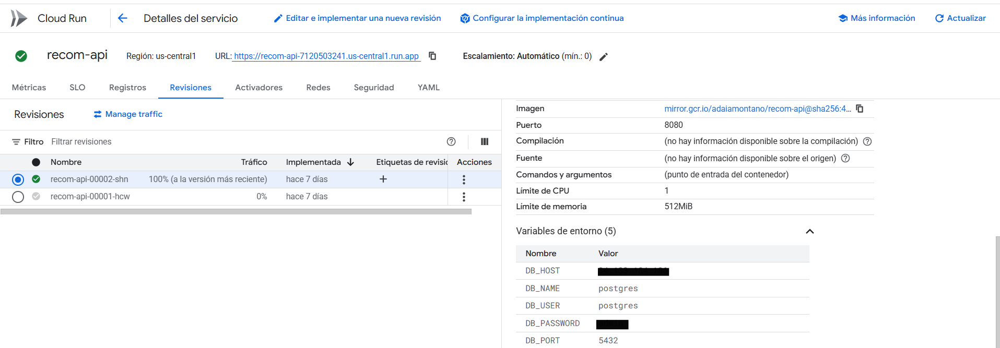 Cloud Run
Detalles del servicio
Editar e implementar una nueva revisión
Configurar la implementación continua
Más información
Actualizar
recom-api
Región: us-central1
URL: https://recom-api-7120503241.us-central1.run.app
Escalamiento: Automático (mín.: 0)
Métricas
SLO
Registros
Revisiones
Activadores
Redes
Seguridad
YAML
Revisiones
Manage traffic
Filtro Filtrar revisiones
Nombre Tráfico Implementada Etiquetas de revisic Acciones
recom-api-00002-shn 100% (a la versión más reciente) hace 7 días
recom-api-00001-hcw 0% hace 7 días
Imagen mirror.gcr.io/adaiamontano/recom-api@sha256:4...
Puerto 8080
Compilación (no hay información disponible sobre la compilación)
Fuente (no hay información disponible sobre el origen)
Comandos y argumentos (punto de entrada del contenedor)
Límite de CPU 1
Límite de memoria 512MiB
Variables de entorno (5)
Nombre Valor
DB_HOST
DB_NAME postgres
DB_USER postgres
DB_PASSWORD
DB_PORT 5432